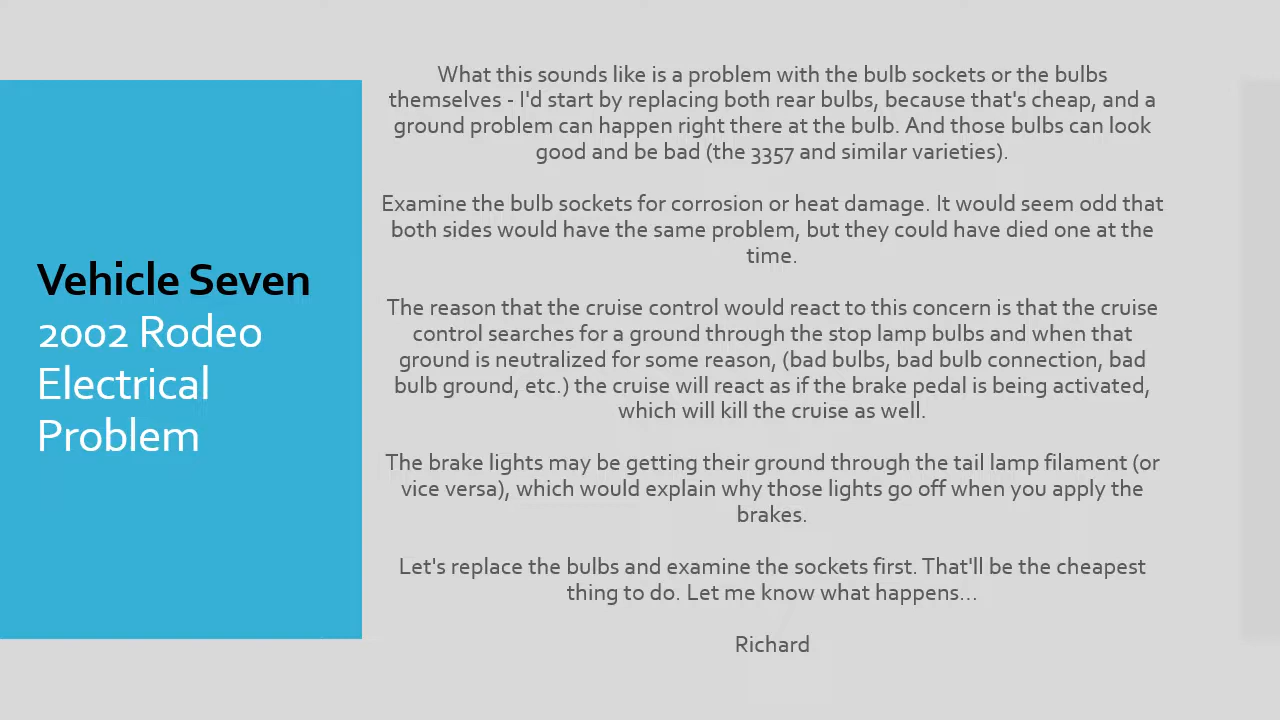 Vehicle Seven
2002 Rodeo
Electrical
Problem
What this sounds like is a problem with the bulb sockets or the bulbs
themselves - I'd start by replacing both rear bulbs, because that's cheap, and a
ground problem can happen right there at the bulb. And those bulbs can look
good and be bad (the 3357 and similar varieties).
Examine the bulb sockets for corrosion or heat damage. It would seem odd that
both sides would have the same problem, but they could have died one at the
time.
The reason that the cruise control would react to this concern is that the cruise
control searches for a ground through the stop lamp bulbs and when that
ground is neutralized for some reason, (bad bulbs, bad bulb connection, bad
bulb ground, etc.) the cruise will react as if the brake pedal is being activated,
which will kill the cruise as well.
The brake lights may be getting their ground through the tail lamp filament (or
vice versa), which would explain why those lights go off when you apply the
brakes.
Let's replace the bulbs and examine the sockets first. That'll be the cheapest
thing to do. Let me know what happens...
Richard